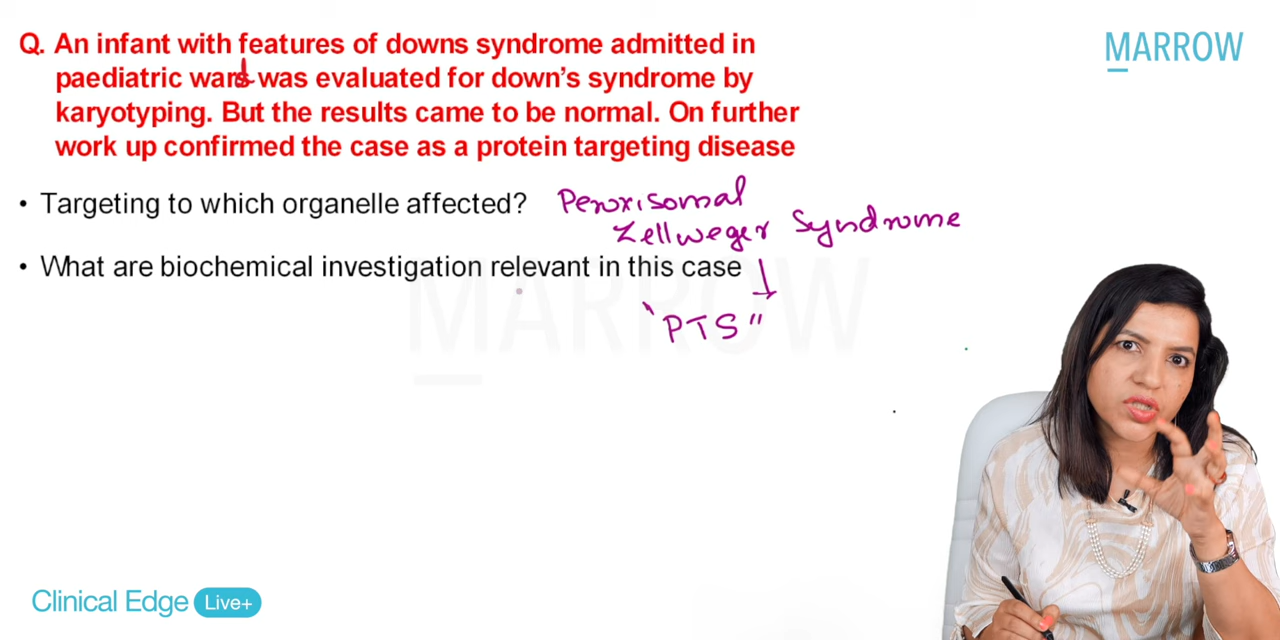 Q. An infant with features of downs syndrome admitted in
paediatric ward was evaluated for down's syndrome by
karyotyping. But the results came to be normal. On further
work up confirmed the case as a protein targeting disease
• Targeting to which organelle affected? Peroxisomal
Zellweger Syndrome
• What are biochemical investigation relevant in this case
"PTS"
MARROW
MARROW
Clinical Edge Live+